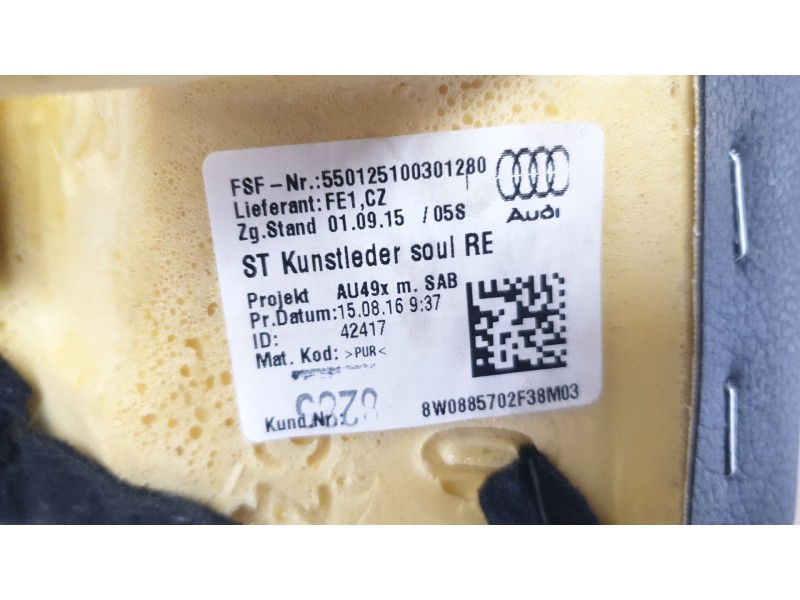 FSF-Nr.:550125100301280
Lieferant:FE1,CZ
Zg.Stand 01.09.15 /05S
Audi
ST Kunstleder soul RE
Projekt AU49x m. SAB
Pr.Datum:15.08.16 9:37
ID: 42417
Mat. Kod: >PUR<
Kund.Nr.:
8W0885702F38M03